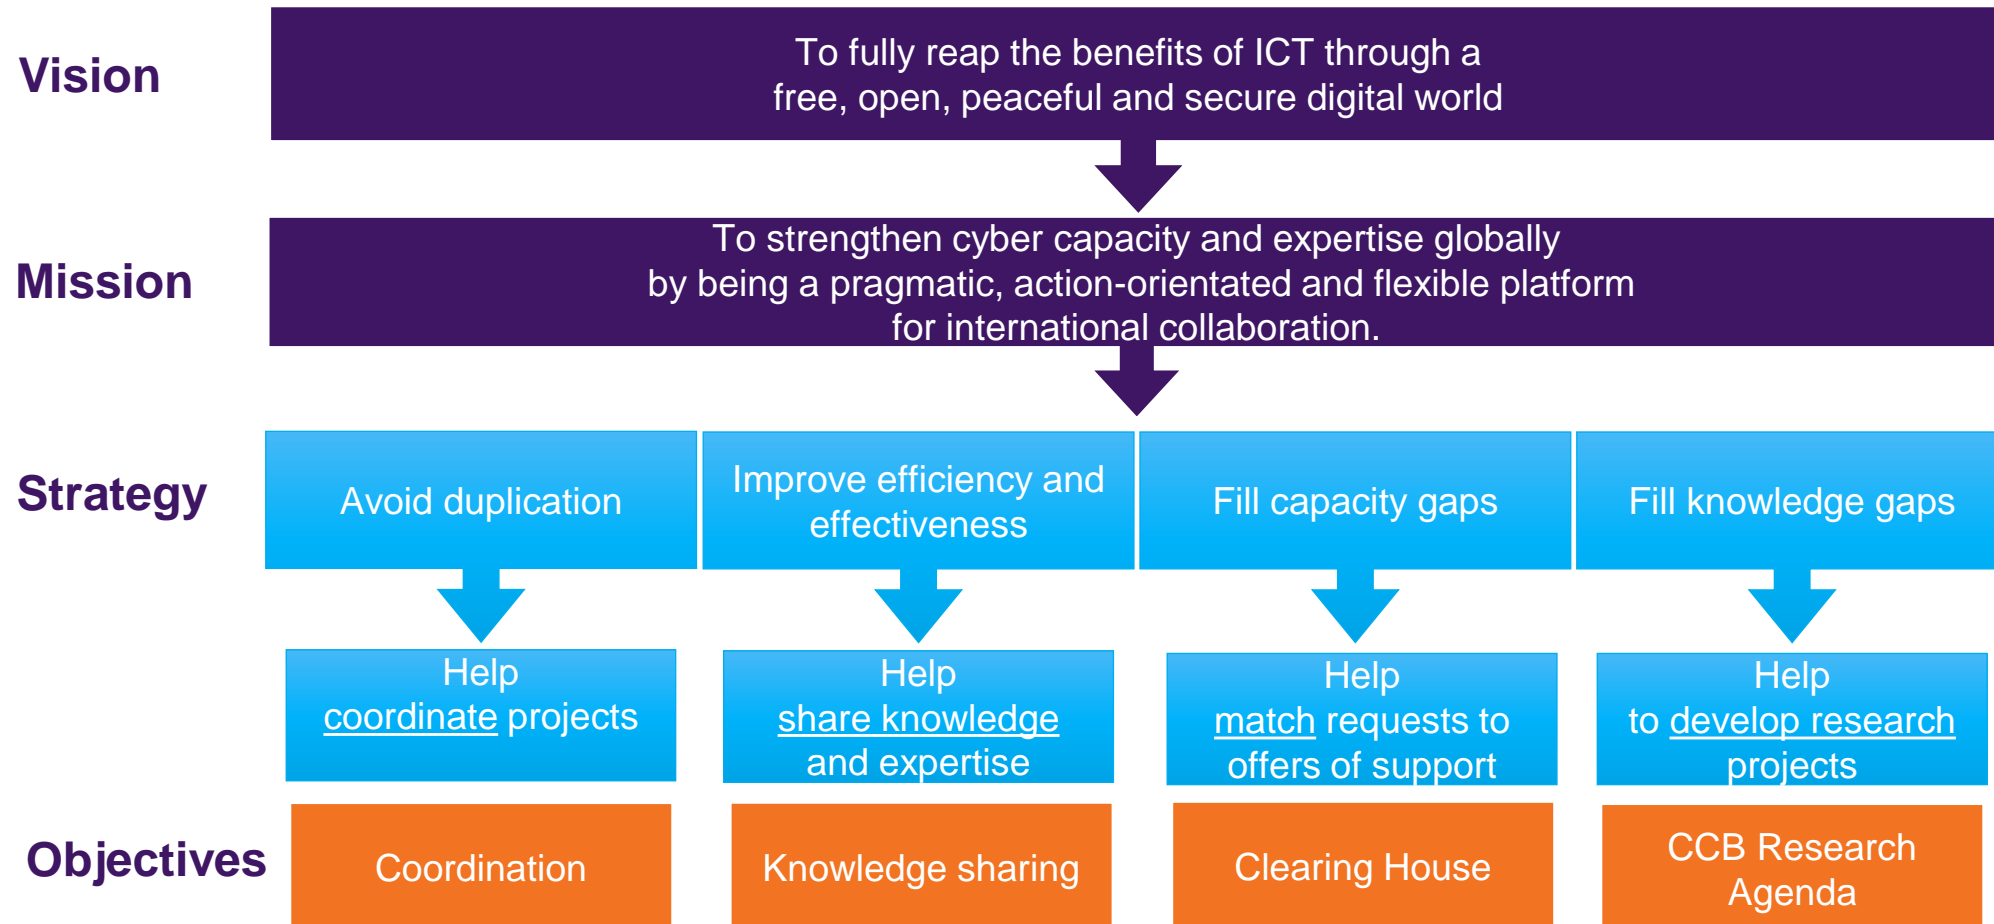 Vision
To fully reap the benefits of ICT through a
free, open, peaceful and secure digital world
Mission
To strengthen cyber capacity and expertise globally
by being a pragmatic, action-orientated and flexible platform
for international collaboration.
Strategy
Avoid duplication
Improve efficiency and
effectiveness
Fill capacity gaps
Fill knowledge gaps
Help
coordinate projects
Help
share knowledge
and expertise
Help
match requests to
offers of support
Help
to develop research
projects
Objectives
Coordination
Knowledge sharing
Clearing House
CCB Research
Agenda